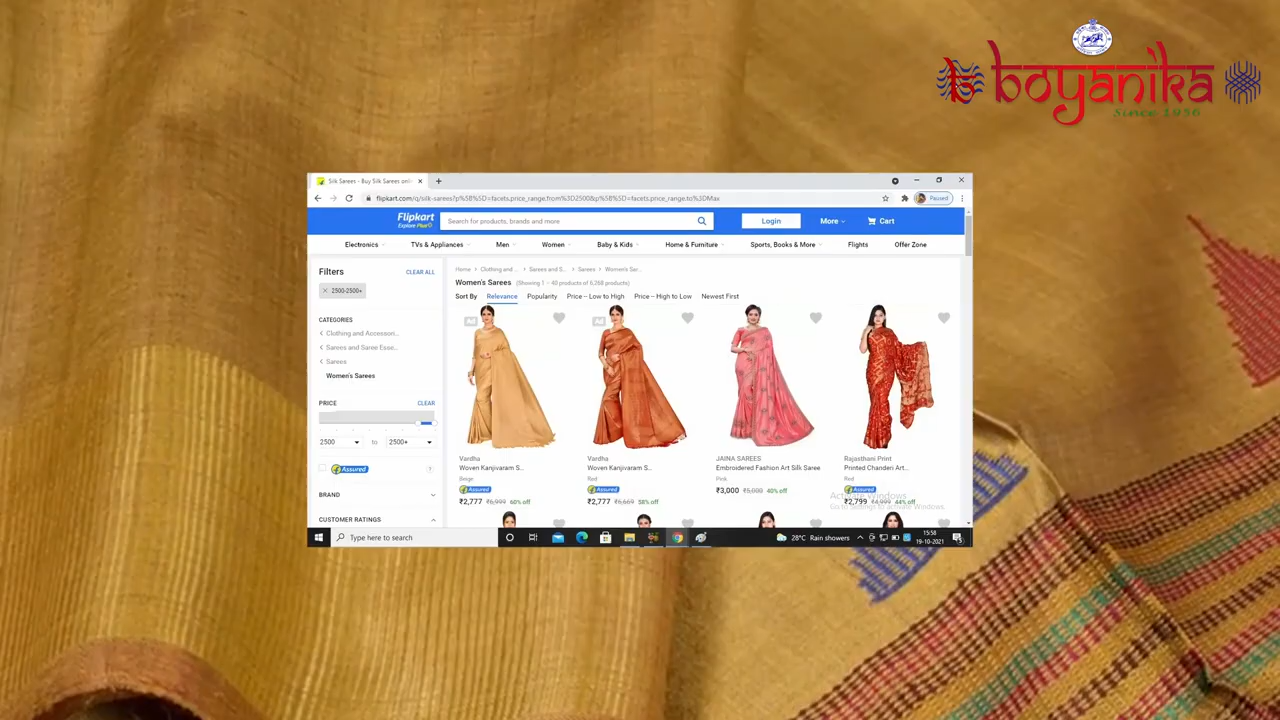 boyanika
Since 1956
Silk Sarees - Buy Silk Sarees onli
flipkart.com/q/silk-sarees?p%5B%5D=facets.price_range.from%3D2500&p%5B%5D=facets.price_range.to%3DMax
Paused
Flipkart
Explore Plus
Search for products, brands and more
Login
More
Cart
Electronics
TVs & Appliances
Men
Women
Baby & Kids
Home & Furniture
Sports, Books & More
Flights
Offer Zone
Filters
CLEAR ALL
✕ 2500-2500+
CATEGORIES
Clothing and Accesson...
Sarees and Saree Esse...
Sarees
Women's Sarees
PRICE
CLEAR
2500
to
2500+
Assured
?
BRAND
CUSTOMER RATINGS
Home > Clothing and ... > Sarees and S... > Sarees > Women's Sar...
Women's Sarees (Showing 1 – 40 products of 6,268 products)
Sort By Relevance Popularity Price -- Low to High Price -- High to Low Newest First
Ad
Vardha
Woven Kanjivaram S...
Beige
Assured
₹2,777 ₹6,999 60% off
Ad
Vardha
Woven Kanjivaram S...
Red
Assured
₹2,777 ₹6,669 58% off
JAINA SAREES
Embroidered Fashion Art Silk Saree
Pink
₹3,000 ₹5,000 40% off
Rajasthani Print
Printed Chanderi Art...
Red
Assured
₹2,799 ₹4,999 44% off
Activate Windows
Go to Settings to activate Windows.
Type here to search
28°C Rain showers
15:58
19-10-2021